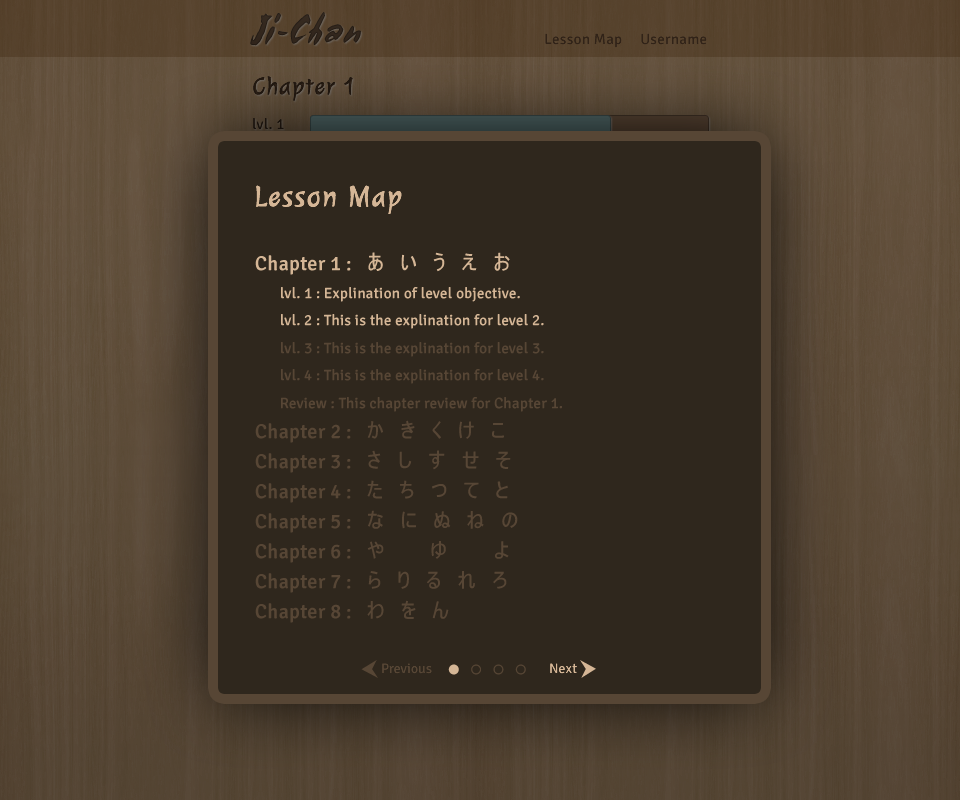 Ji-Chan
Lesson Map Username
Chapter 1
lvl. 1
Lesson Map
Chapter 1 : あ い う え お
lvl. 1 : Explination of level objective.
lvl. 2 : This is the explination for level 2.
lvl. 3 : This is the explination for level 3.
lvl. 4 : This is the explination for level 4.
Review : This chapter review for Chapter 1.
Chapter 2 : か き く け こ
Chapter 3 : さ し す せ そ
Chapter 4 : た ち つ て と
Chapter 5 : な に ぬ ね の
Chapter 6 : や ゆ よ
Chapter 7 : ら り る れ ろ
Chapter 8 : わ を ん
Previous Next